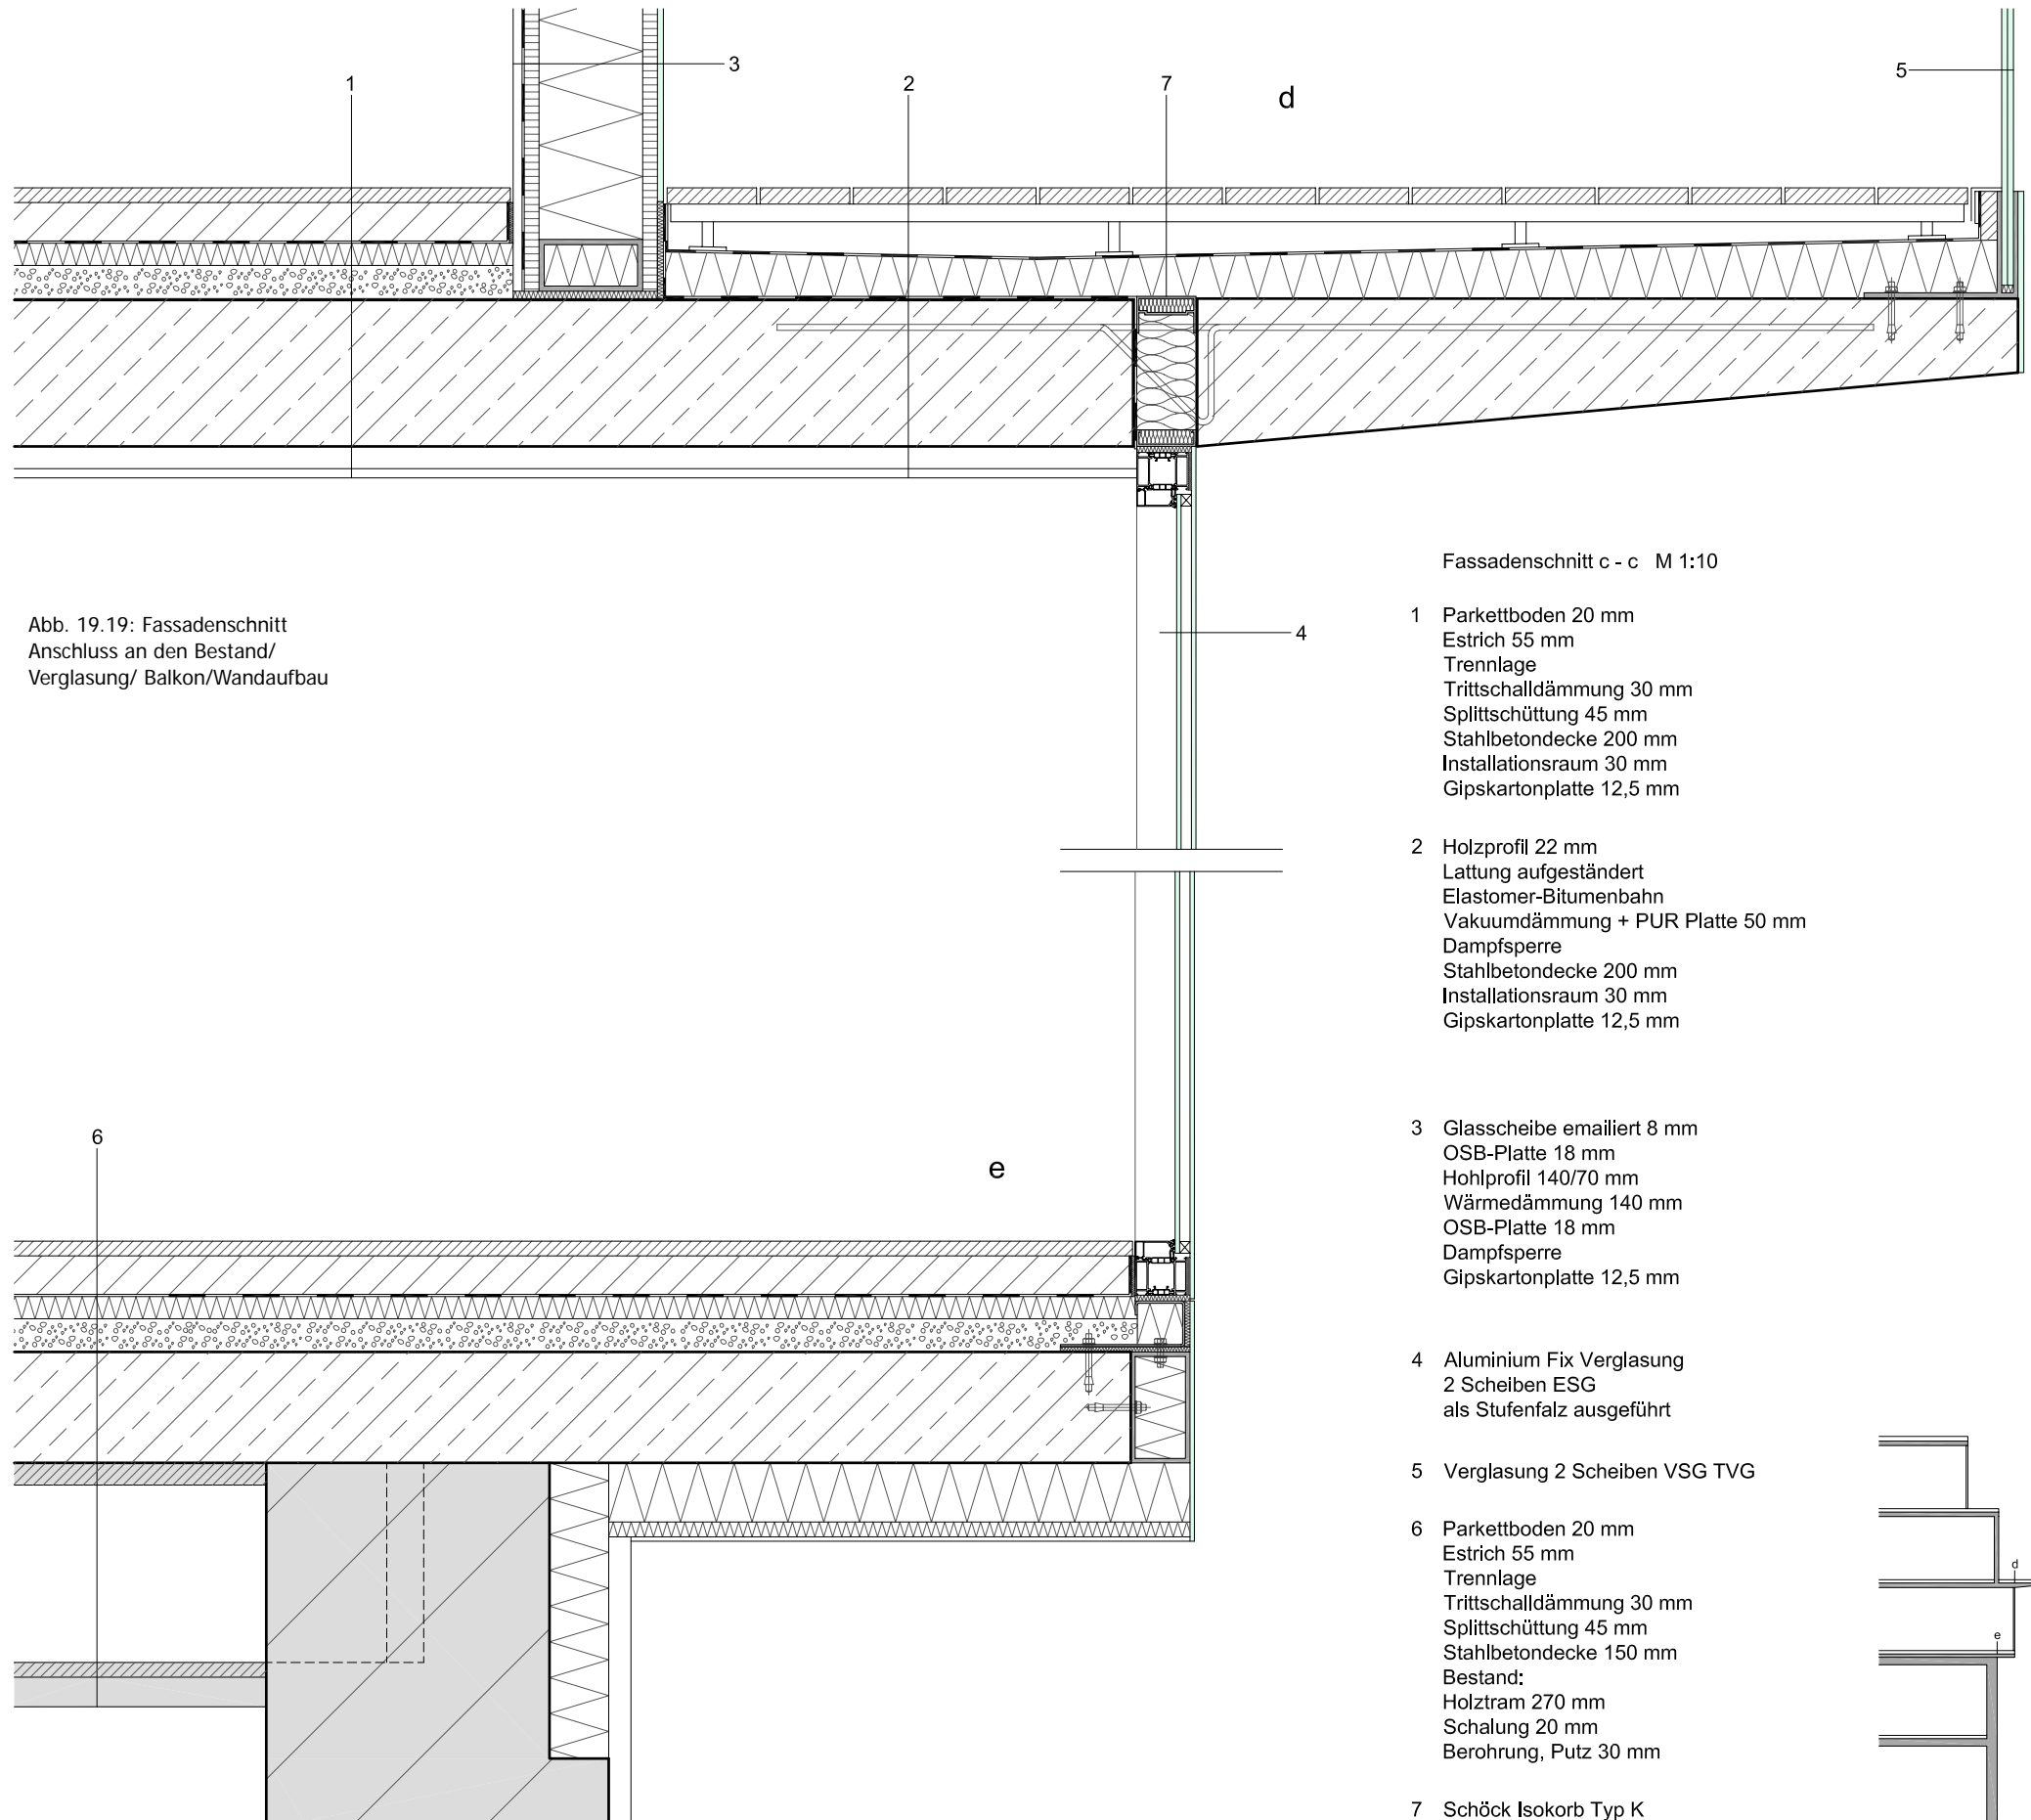 1
3
2
7
d
5
Abb. 19.19: Fassadenschnitt
Anschluss an den Bestand/
Verglasung/ Balkon/Wandaufbau
4
6
e
Fassadenschnitt c - c   M 1:10
1 Parkettboden 20 mm
Estrich 55 mm
Trennlage
Trittschalldämmung 30 mm
Splittschüttung 45 mm
Stahlbetondecke 200 mm
Installationsraum 30 mm
Gipskartonplatte 12,5 mm
2 Holzprofil 22 mm
Lattung aufgeständert
Elastomer-Bitumenbahn
Vakuumdämmung + PUR Platte 50 mm
Dampfsperre
Stahlbetondecke 200 mm
Installationsraum 30 mm
Gipskartonplatte 12,5 mm
3 Glasscheibe emailiert 8 mm
OSB-Platte 18 mm
Hohlprofil 140/70 mm
Wärmedämmung 140 mm
OSB-Platte 18 mm
Dampfsperre
Gipskartonplatte 12,5 mm
4 Aluminium Fix Verglasung
2 Scheiben ESG
als Stufenfalz ausgeführt
5 Verglasung 2 Scheiben VSG TVG
6 Parkettboden 20 mm
Estrich 55 mm
Trennlage
Trittschalldämmung 30 mm
Splittschüttung 45 mm
Stahlbetondecke 150 mm
Bestand:
Holztram 270 mm
Schalung 20 mm
Berohrung, Putz 30 mm
7 Schöck Isokorb Typ K
d
e